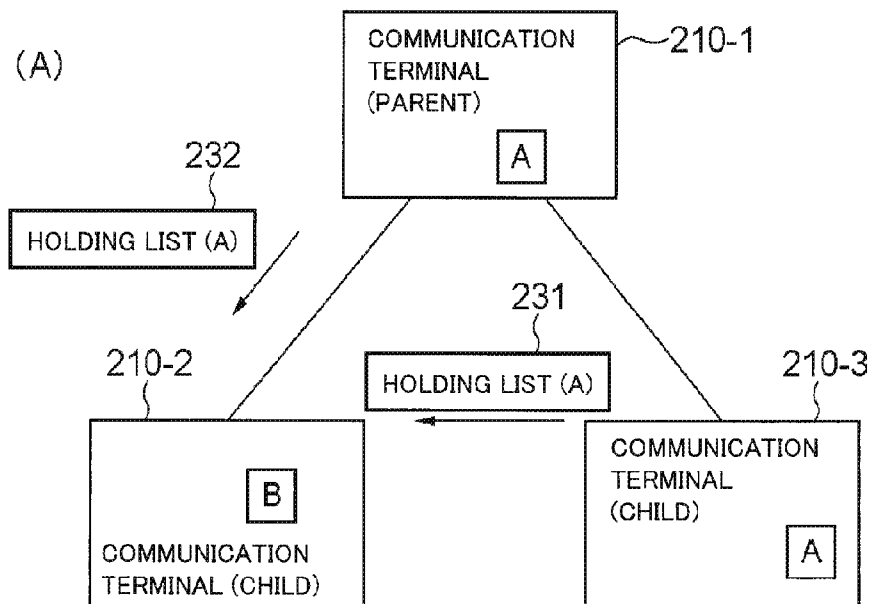 (A)
COMMUNICATION
TERMINAL
(PARENT)
A
210-1
232
HOLDING LIST (A)
231
HOLDING LIST (A)
210-2
B
COMMUNICATION
TERMINAL (CHILD)
210-3
COMMUNICATION
TERMINAL
(CHILD)
A